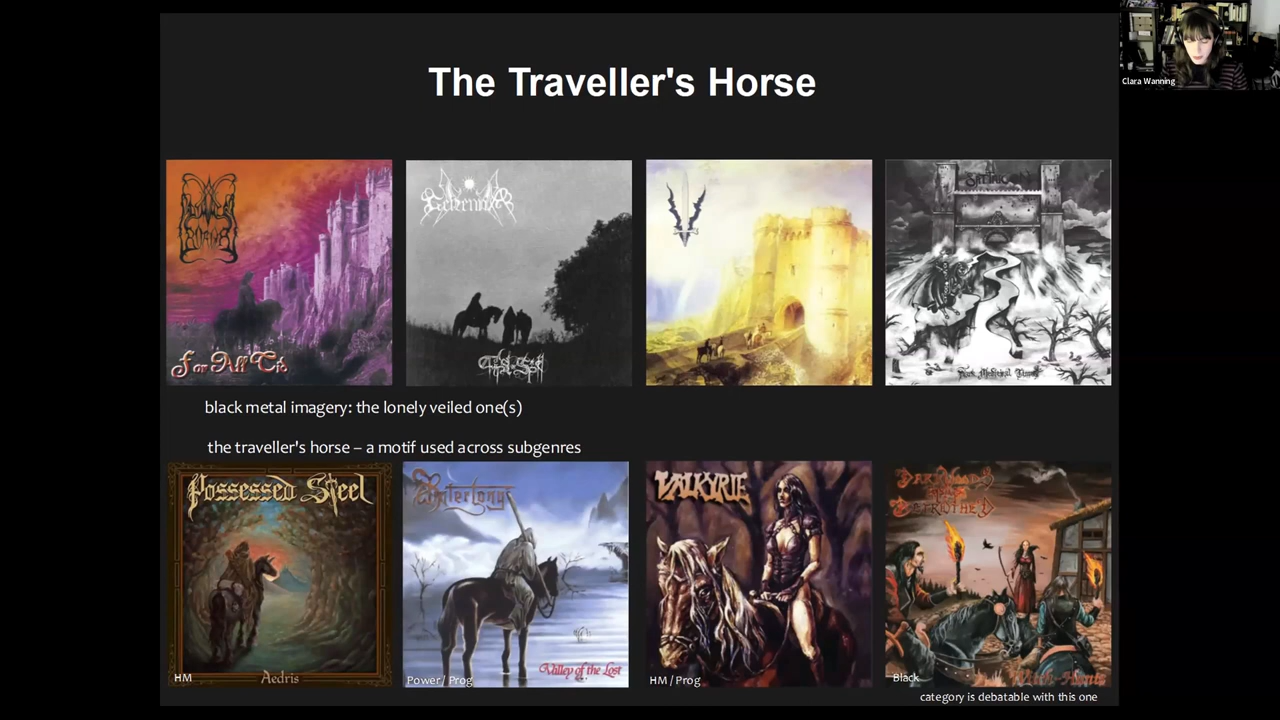 The Traveller's Horse
Clara Wanning
For All Tid
black metal imagery: the lonely veiled one(s)
the traveller's horse – a motif used across subgenres
Possessed Steel
VALKYRIE
Aedris
Valley of the Lost
HM
Power/ Prog
HM / Prog
Black
category is debatable with this one